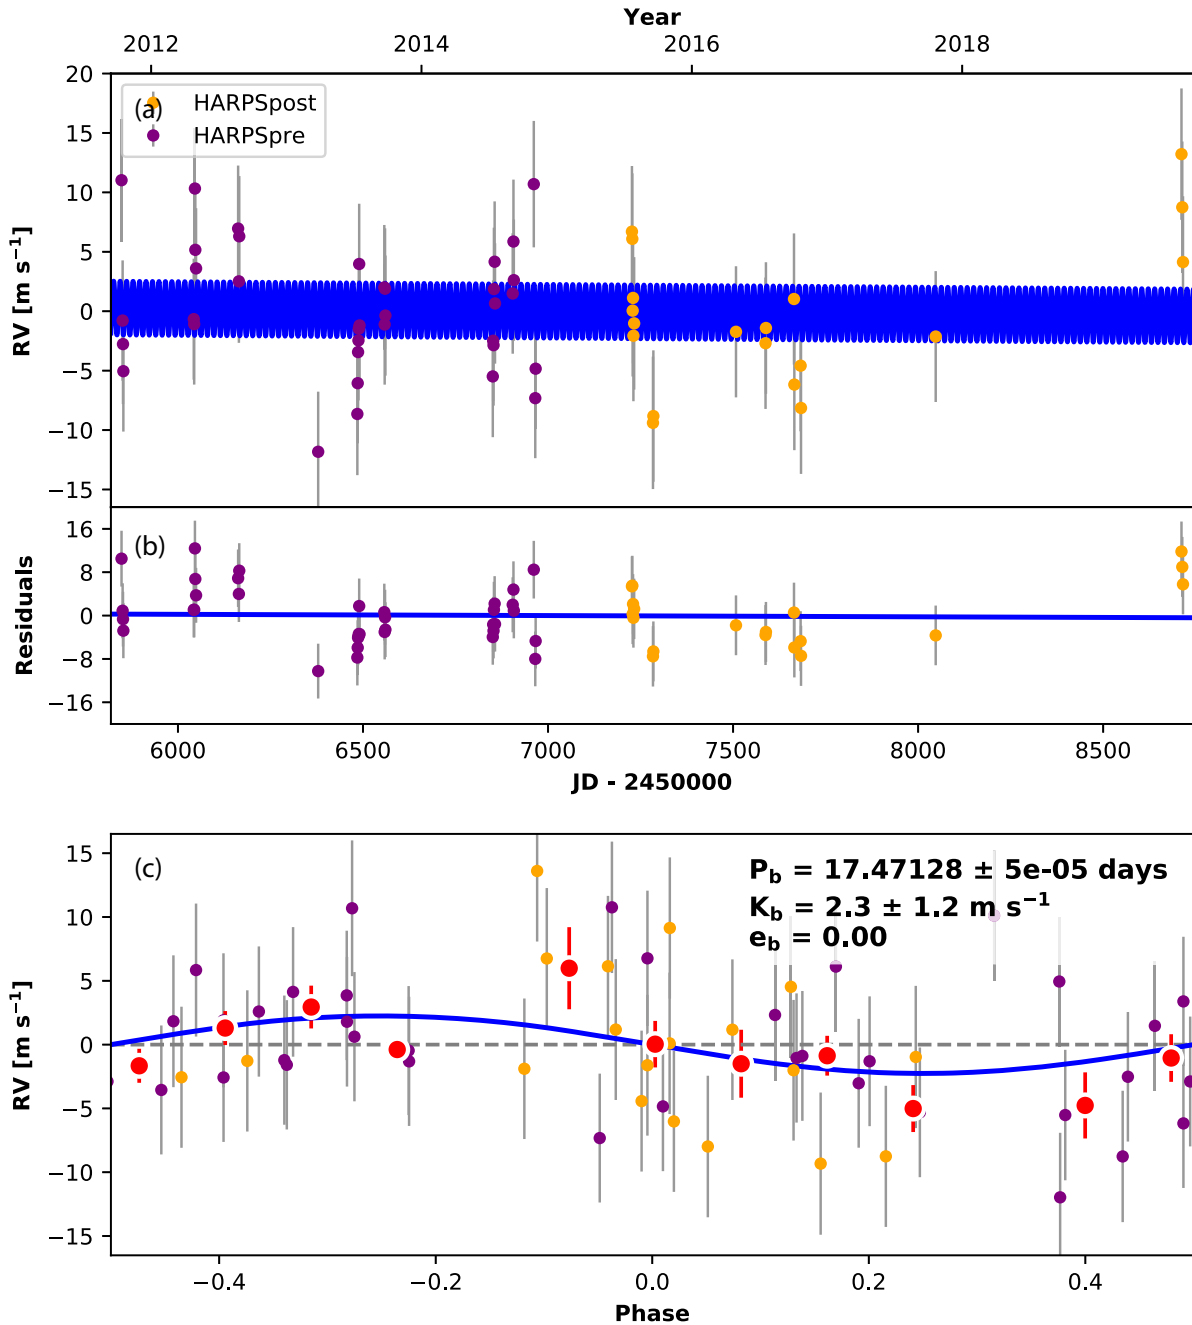 Year
2012 2014 2016 2018
(a)
HARPSpost
HARPSpre
20
15
10
5
0
−5
−10
−15
RV [m s⁻¹]
(b)
16
8
0
−8
−16
Residuals
6000 6500 7000 7500 8000 8500
JD - 2450000
(c)
P_b = 17.47128 ± 5e-05 days
K_b = 2.3 ± 1.2 m s⁻¹
e_b = 0.00
15
10
5
0
−5
−10
−15
RV [m s⁻¹]
−0.4 −0.2 0.0 0.2 0.4
Phase